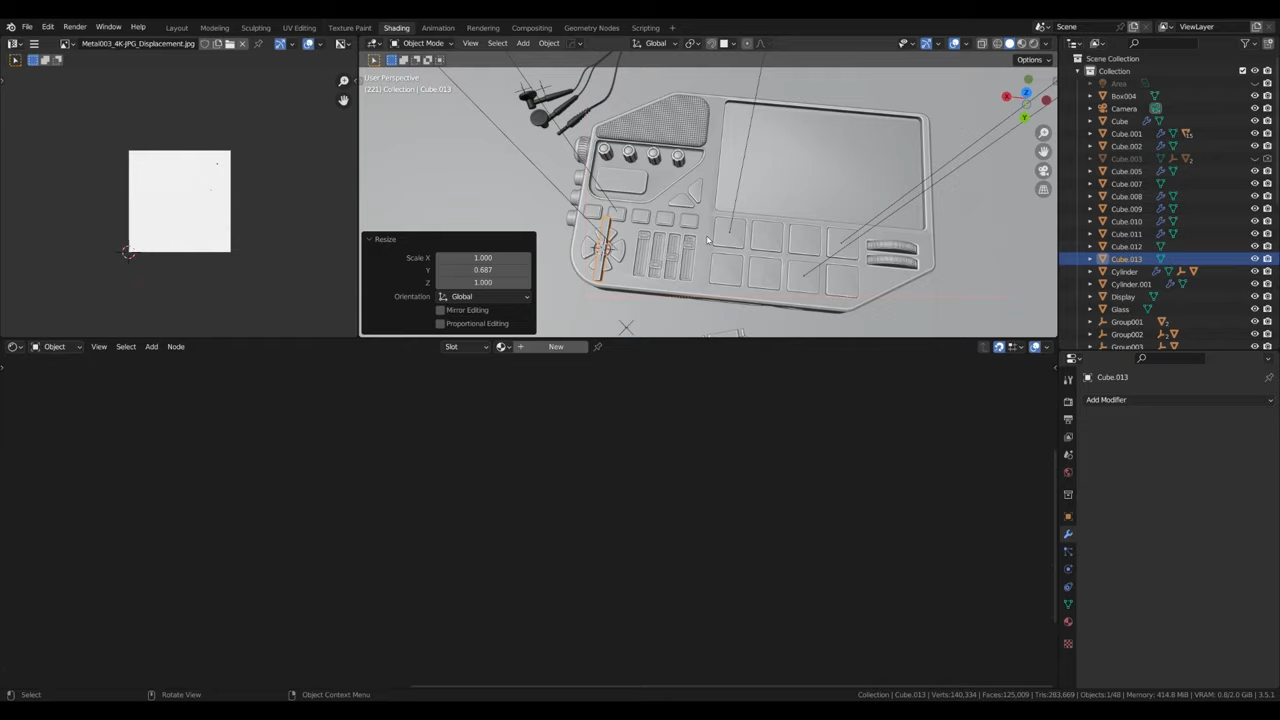 File Edit Render Window Help Layout Modeling Sculpting UV Editing Texture Paint Shading Animation Rendering Compositing Geometry Nodes Scripting + Scene ViewLayer
Metal003_4K-JPG_Displacement.jpg Object Mode View Select Add Object Global
Options
User Perspective
(221) Collection | Cube.013
Z
X
Y
Scene Collection
Collection
Area
Box004
Camera
Cube
Cube.001
Cube.002
Cube.003
Cube.005
Cube.007
Cube.008
Cube.009
Cube.010
Cube.011
Cube.012
Cube.013
Cylinder
Cylinder.001
Display
Glass
Group001
Group002
Group003
Resize
Scale X 1.000
Y 0.687
Z 1.000
Orientation Global
Mirror Editing
Proportional Editing
Object View Select Add Node Slot New
Cube.013
Add Modifier
Select Rotate View Object Context Menu Collection | Cube.013 | Verts:140,334 | Faces:125,009 | Tris:283,669 | Objects:1/48 | Memory: 414.8 MiB | VRAM: 0.8/2.0 GiB | 3.5.1